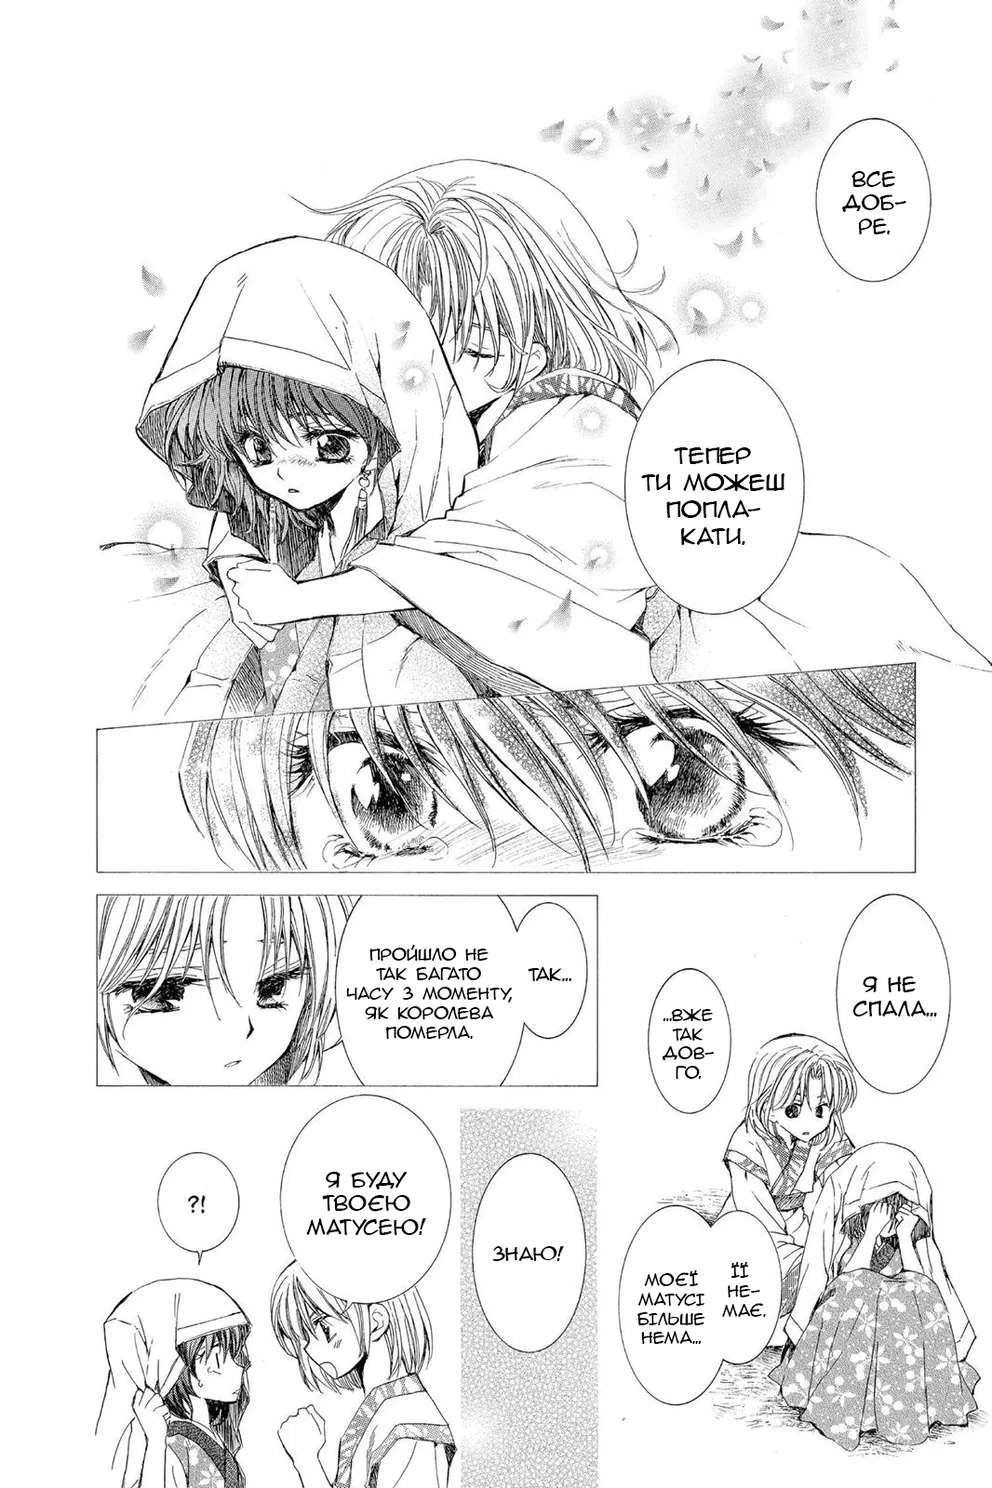 ВСЕ
ДОБ-
РЕ.
ТЕПЕР
ТИ МОЖЕШ
ПОПЛА-
КАТИ.
Я НЕ
СПАЛА...
...ВЖЕ
ТАК
ДОВ-
ГО.
ЇЇ
НЕ-
МАЄ.
МОЄЇ
МАТУСІ
БІЛЬШЕ
НЕМА...
ТАК...
ПРОЙШЛО НЕ
ТАК БАГАТО
ЧАСУ З МОМЕНТУ,
ЯК КОРОЛЕВА
ПОМЕРЛА.
ЗНАЮ!
Я БУДУ
ТВОЄЮ
МАТУСЕЮ!
?!